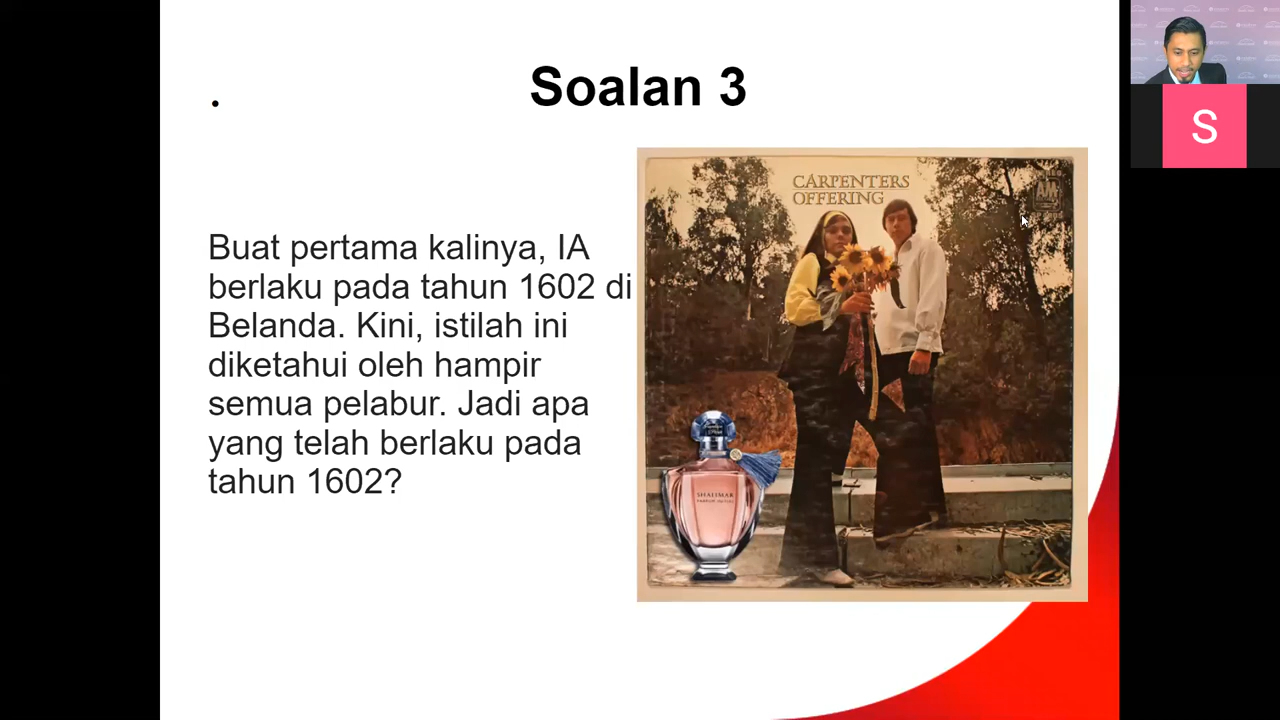 .
Soalan 3
Buat pertama kalinya, IA
berlaku pada tahun 1602 di
Belanda. Kini, istilah ini
diketahui oleh hampir
semua pelabur. Jadi apa
yang telah berlaku pada
tahun 1602?
CARPENTERS
OFFERING
A&M
SHALIMAR
S